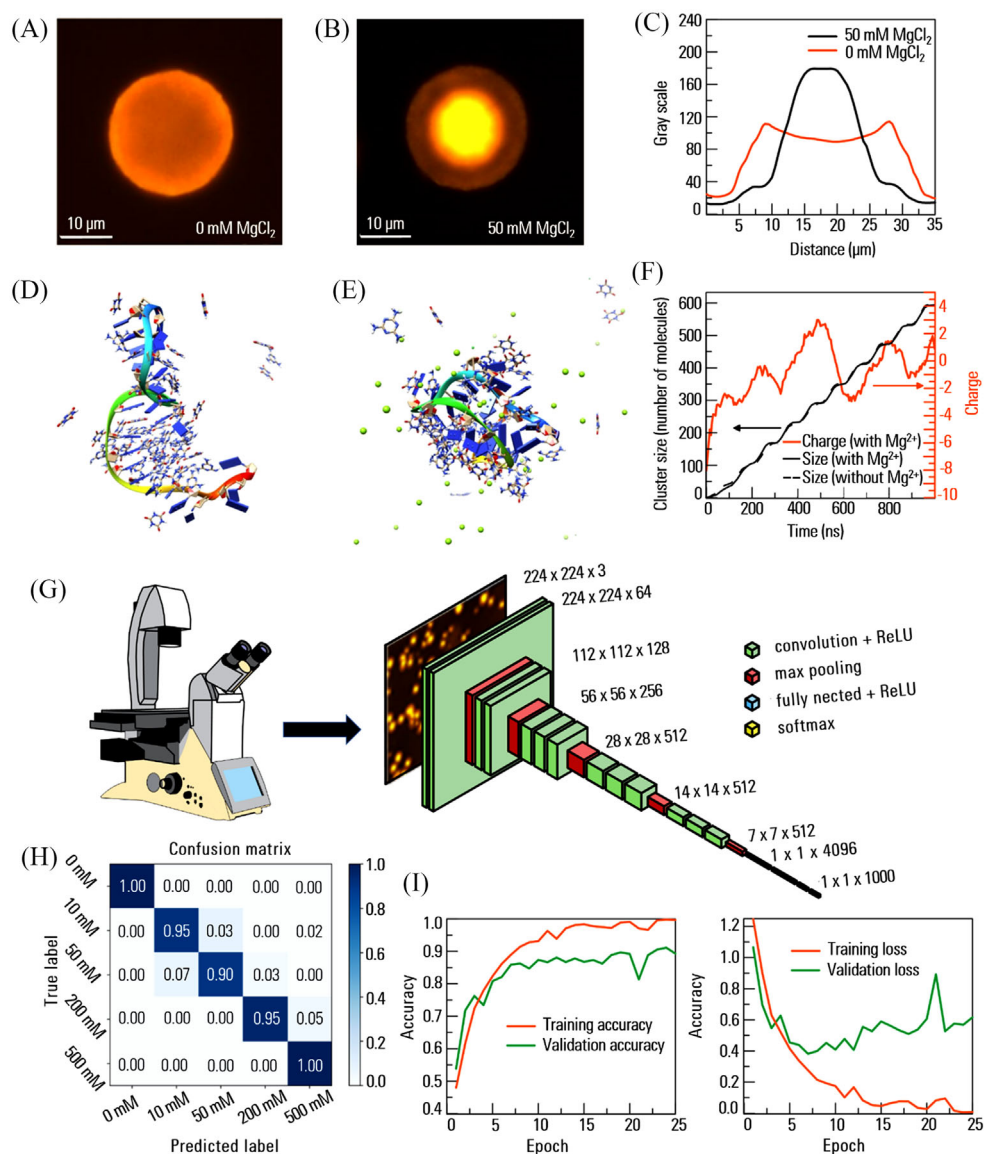 (A)
10 µm
0 mM MgCl2
(B)
10 µm
50 mM MgCl2
(C)
240
200
160
120
80
40
0
Gray scale
50 mM MgCl2
0 mM MgCl2
5 10 15 20 25 30 35
Distance (µm)
(D)
(E)
(F)
600
500
400
300
200
100
0
Cluster size (number of molecules)
4
2
0
-2
-4
-6
-8
-10
Charge
Charge (with Mg2+)
Size (with Mg2+)
Size (without Mg2+)
0 200 400 600 800
Time (ns)
(G)
224 x 224 x 3
224 x 224 x 64
112 x 112 x 128
56 x 56 x 256
28 x 28 x 512
14 x 14 x 512
7 x 7 x 512
1 x 1 x 4096
1 x 1 x 1000
convolution + ReLU
max pooling
fully nected + ReLU
softmax
(H)
Confusion matrix
True label
0 mM
10 mM
50 mM
200 mM
500 mM
1.00 0.00 0.00 0.00 0.00
0.00 0.95 0.03 0.00 0.02
0.00 0.07 0.90 0.03 0.00
0.00 0.00 0.00 0.95 0.05
0.00 0.00 0.00 0.00 1.00
0 mM 10 mM 50 mM 200 mM 500 mM
Predicted label
1.0
0.8
0.6
0.4
0.2
0.0
(I)
1.0
0.9
0.8
0.7
0.6
0.5
0.4
Accuracy
Training accuracy
Validation accuracy
0 5 10 15 20 25
Epoch
1.2
1.0
0.8
0.6
0.4
0.2
0.0
Accuracy
Training loss
Validation loss
0 5 10 15 20 25
Epoch